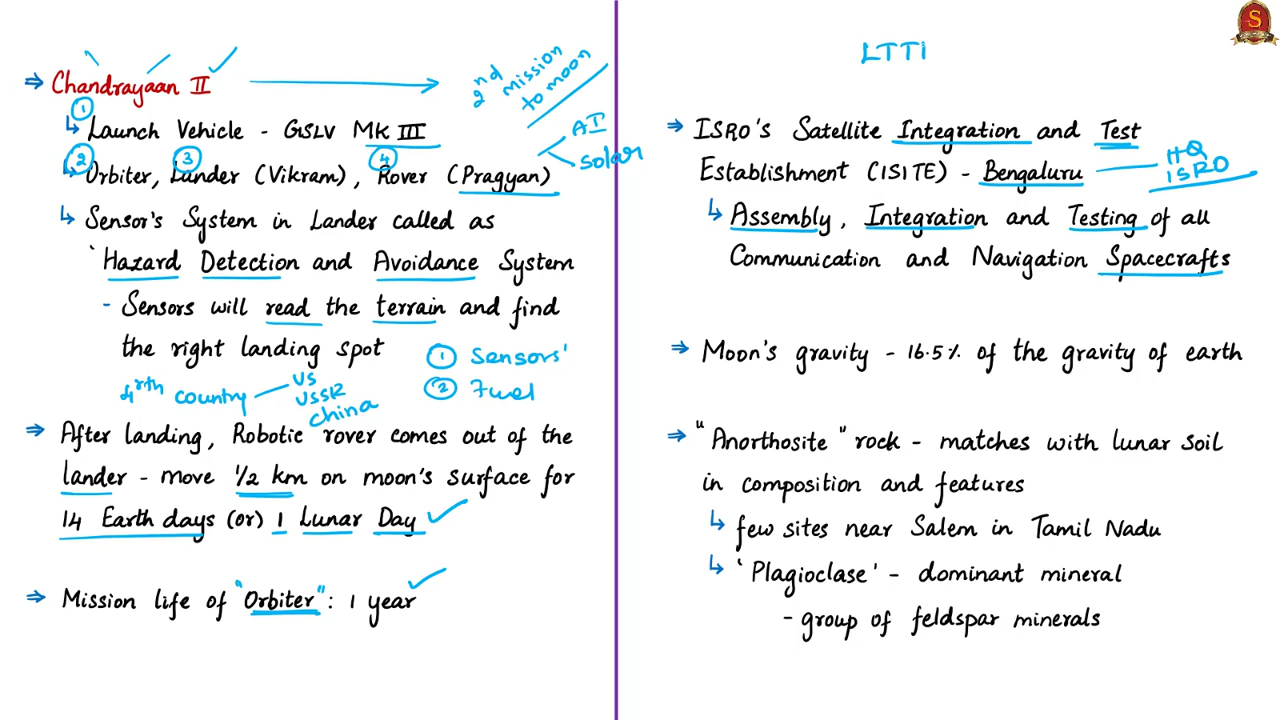 ⇒ Chandrayaan II
2nd mission to moon
① ↳ Launch Vehicle - GSLV MK III
AI
solar
② ③ ④
↳ Orbiter, Lander (Vikram), Rover (Pragyan)
↳ Sensor's System in Lander called as
'Hazard Detection and Avoidance System
- Sensors will read the terrain and find
the right landing spot
① Sensors'
② Fuel
4rth country
US
USSR
China
⇒ After landing, Robotic rover comes out of the
lander - move 1/2 km on moon's surface for
14 Earth days (or) 1 Lunar Day
⇒ Mission life of "Orbiter": 1 year
S
⇒ ISRO's Satellite Integration and Test
Establishment (ISITE) - Bengaluru
HQ
ISRO
↳ Assembly, Integration and Testing of all
Communication and Navigation Spacecrafts
⇒ Moon's gravity - 16.5% of the gravity of earth
⇒ "Anorthosite" rock - matches with lunar soil
in composition and features
↳ few sites near Salem in Tamil Nadu
↳ 'Plagioclase' - dominant mineral
- group of feldspar minerals